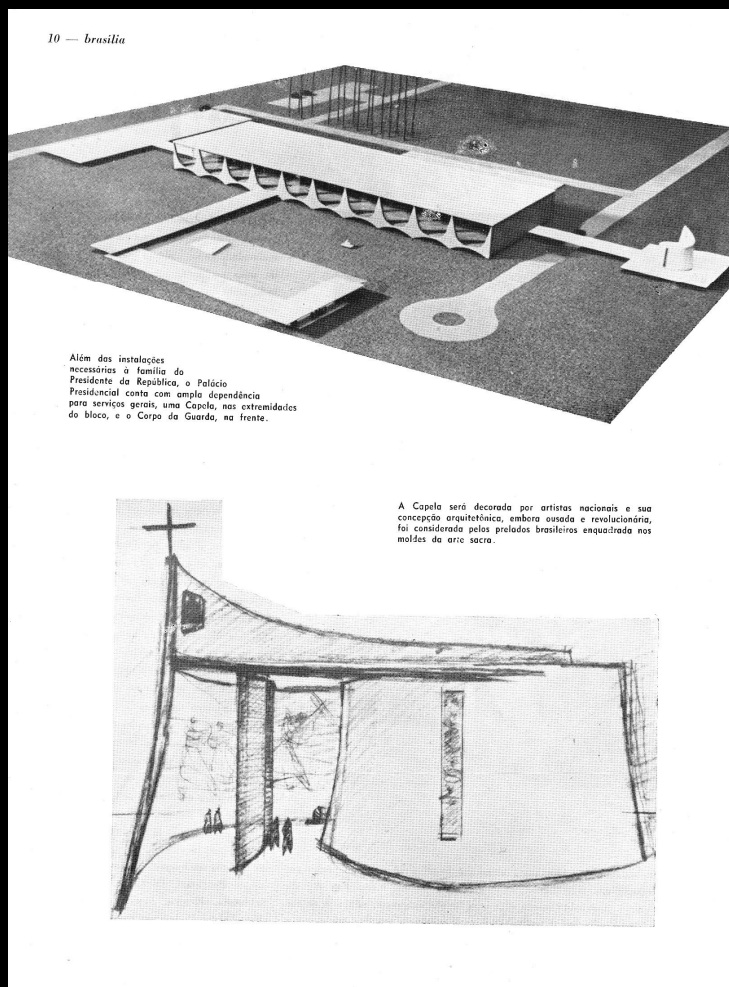 10 — brasília
Além das instalações
necessárias à família do
Presidente da República, o Palácio
Presidencial conta com ampla dependência
para serviços gerais, uma Capela, nas extremidades
do bloco, e o Corpo da Guarda, na frente.
A Capela será decorada por artistas nacionais e sua
concepção arquitetônica, embora ousada e revolucionária,
foi considerada pelos prelados brasileiros enquadrada nos
moldes da arte sacra.